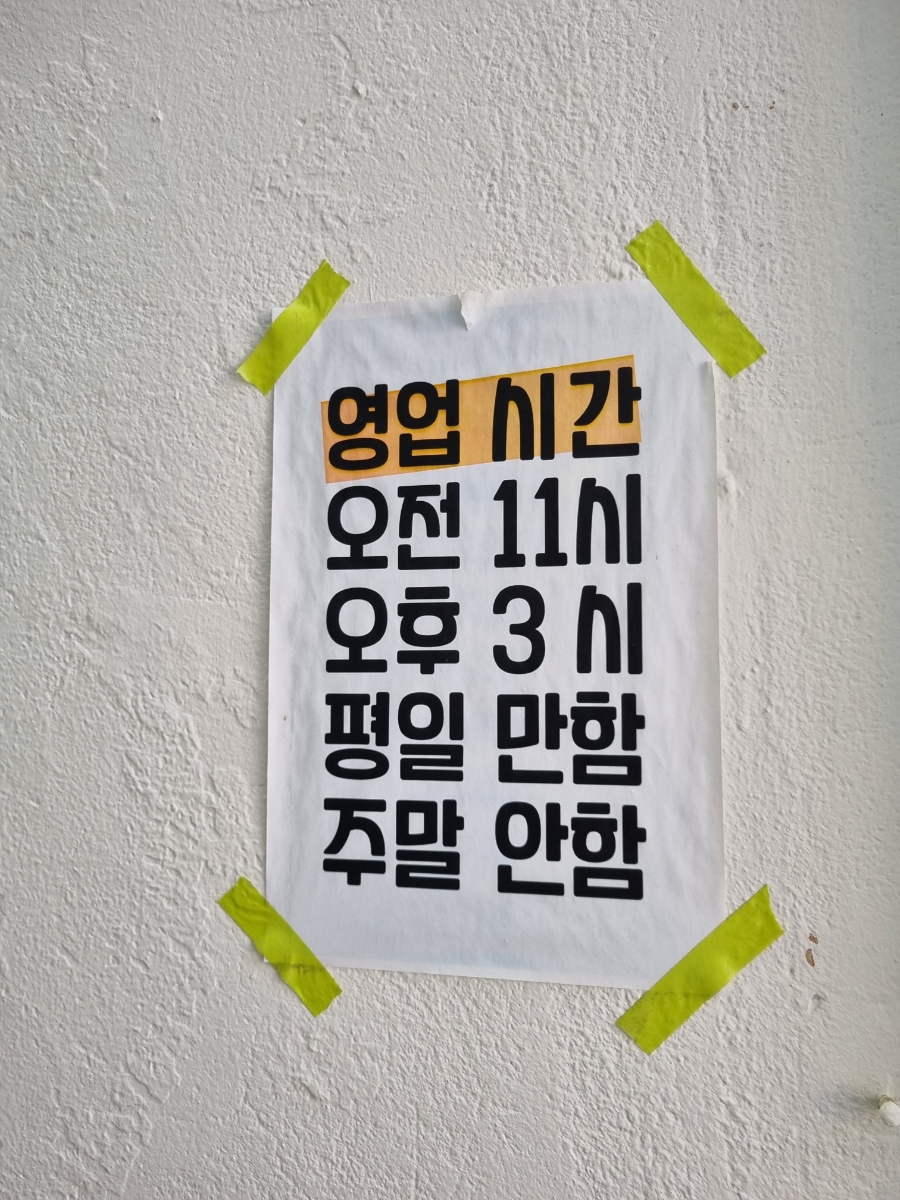 영업 시간
오전 11시
오후 3 시
평일 만함
주말 안함